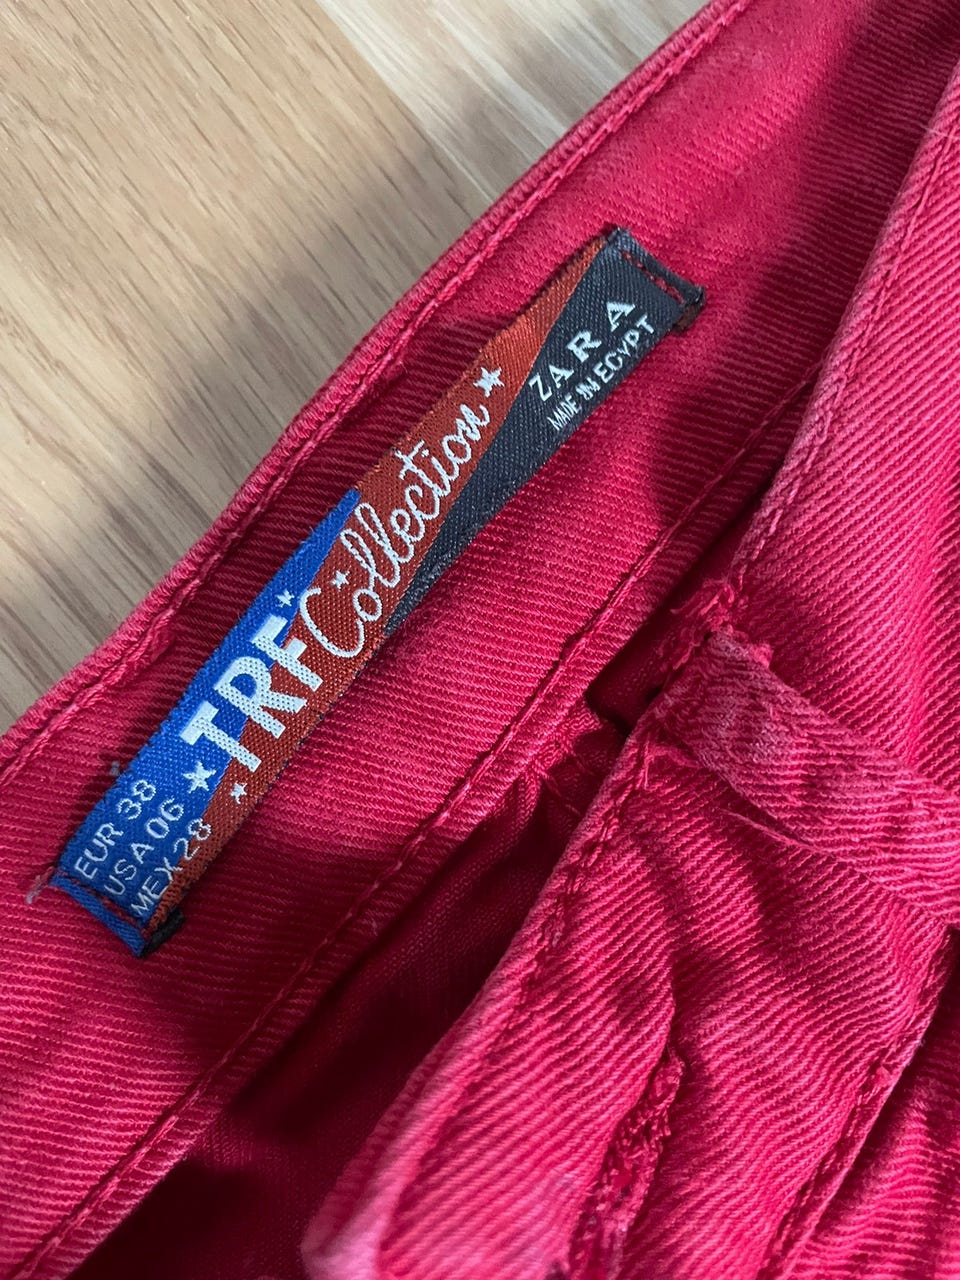 EUR 38
USA 06
MEX 28
TRF Collection
ZARA
MADE IN EGYPT